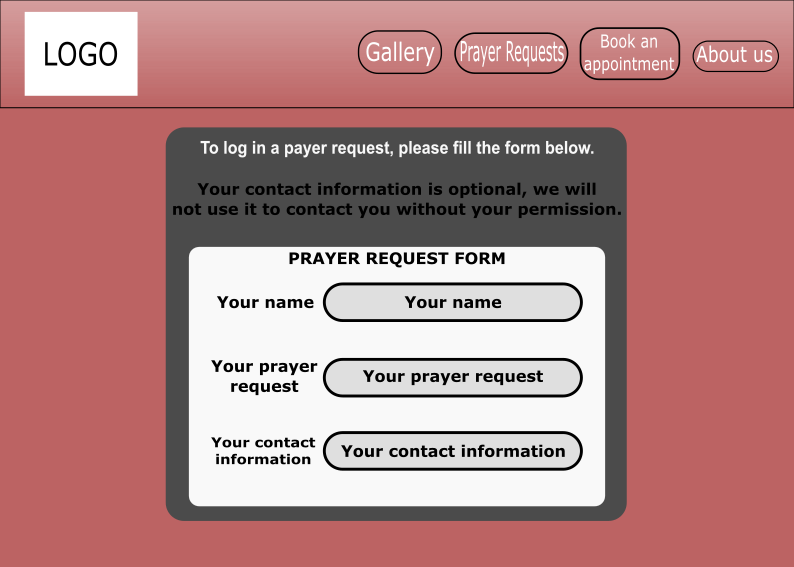 LOGO
Gallery
Prayer Requests
Book an
appointment
About us
To log in a payer request, please fill the form below.
Your contact information is optional, we will
not use it to contact you without your permission.
PRAYER REQUEST FORM
Your name
Your name
Your prayer
request
Your prayer request
Your contact
information
Your contact information